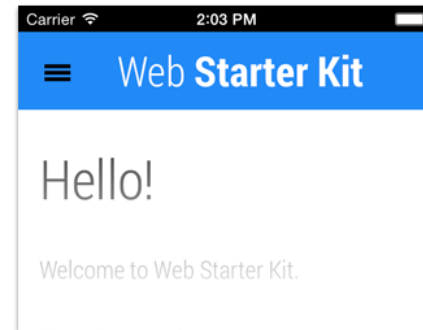 Carrier 2:03 PM
Web Starter Kit
Hello!
Welcome to Web Starter Kit.